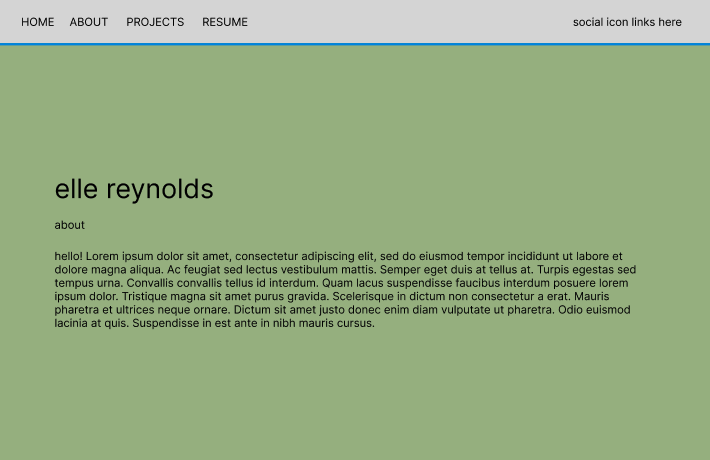 HOME ABOUT PROJECTS RESUME social icon links here
elle reynolds
about
hello! Lorem ipsum dolor sit amet, consectetur adipiscing elit, sed do eiusmod tempor incididunt ut labore et
dolore magna aliqua. Ac feugiat sed lectus vestibulum mattis. Semper eget duis at tellus at. Turpis egestas sed
tempus urna. Convallis convallis tellus id interdum. Quam lacus suspendisse faucibus interdum posuere lorem
ipsum dolor. Tristique magna sit amet purus gravida. Scelerisque in dictum non consectetur a erat. Mauris
pharetra et ultrices neque ornare. Dictum sit amet justo donec enim diam vulputate ut pharetra. Odio euismod
lacinia at quis. Suspendisse in est ante in nibh mauris cursus.